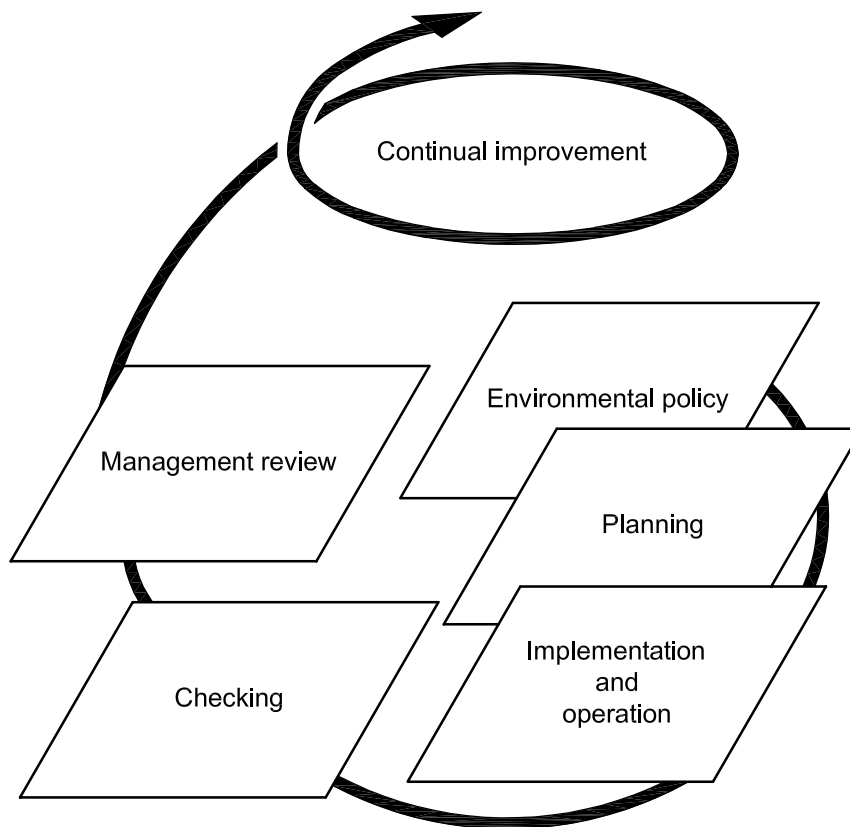 Continual improvement
Environmental policy
Management review
Planning
Implementation
and
operation
Checking